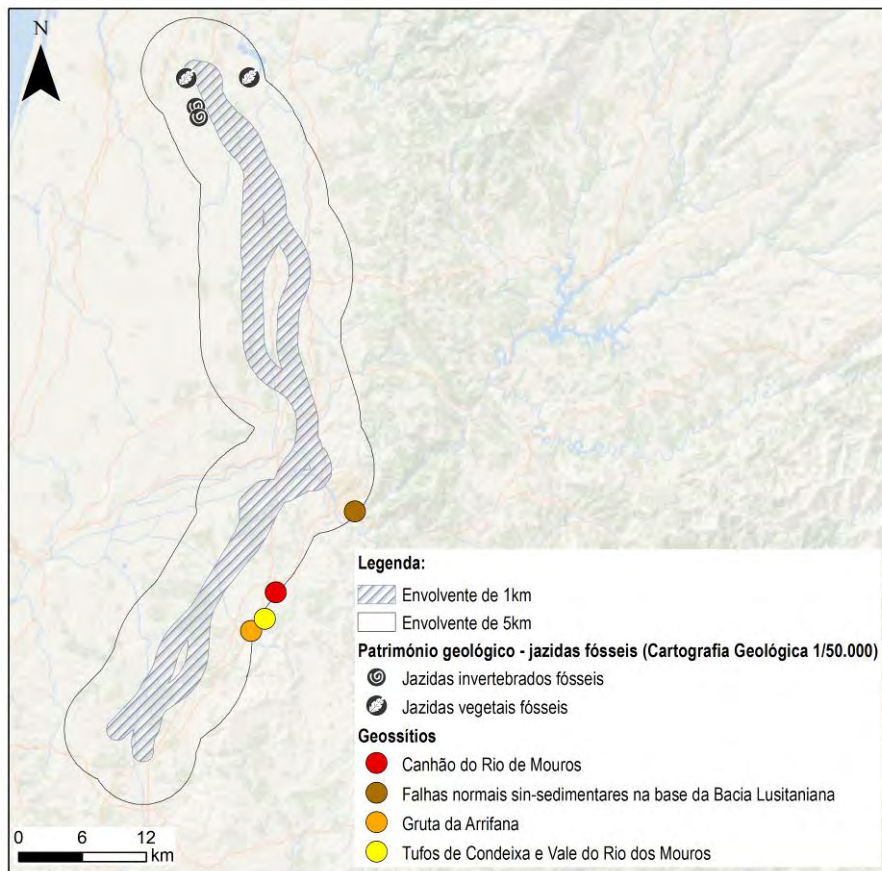 N
Legenda:
Envolvente de 1km
Envolvente de 5km
Património geológico - jazidas fósseis (Cartografia Geológica 1/50.000)
Jazidas invertebrados fósseis
Jazidas vegetais fósseis
Geossítios
Canhão do Rio de Mouros
Falhas normais sin-sedimentares na base da Bacia Lusitaniana
Gruta da Arrifana
Tufos de Condeixa e Vale do Rio dos Mouros
0 6 12
km